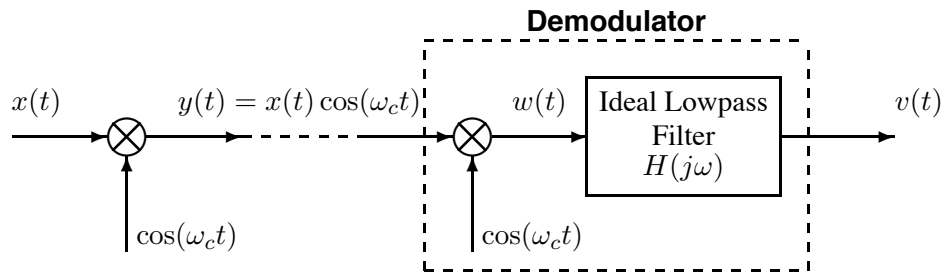 Demodulator
x(t)
y(t) = x(t) cos(ω_c t)
w(t)
Ideal Lowpass
Filter
H(jω)
v(t)
cos(ω_c t)
cos(ω_c t)